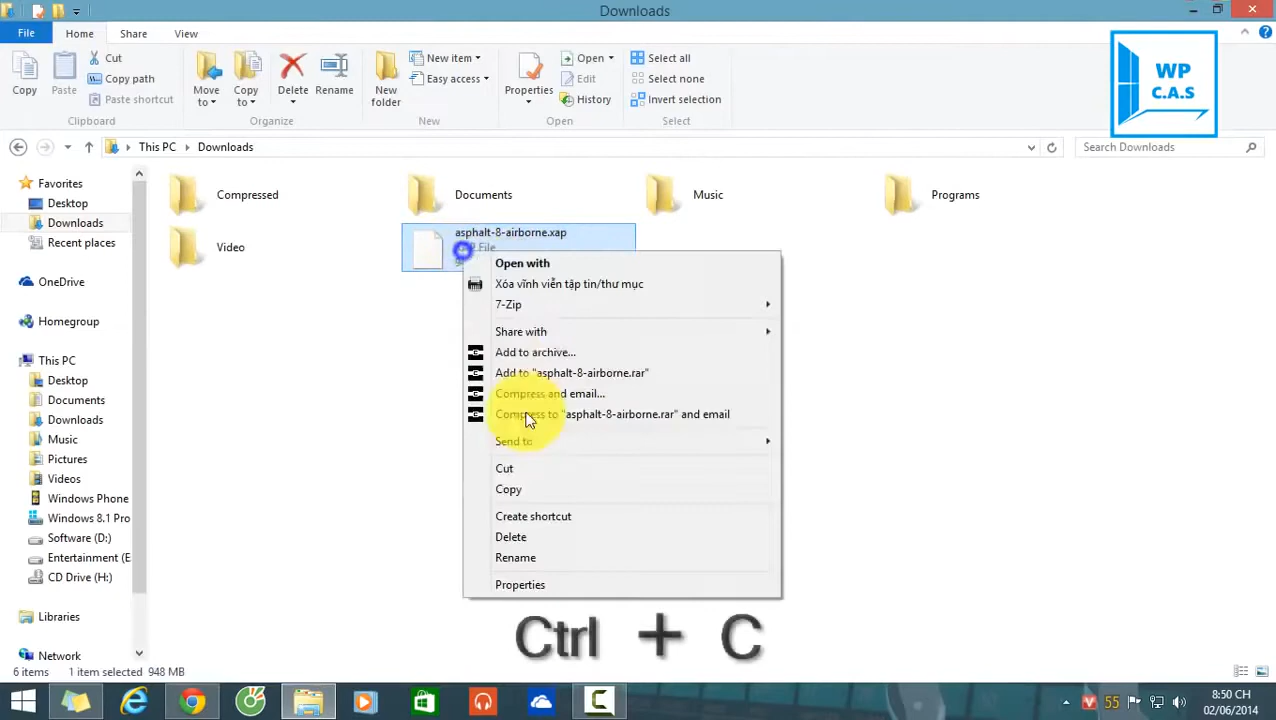 Downloads
File
Home
Share
View
Copy
Paste
Cut
Copy path
Paste shortcut
Move to
Copy to
Delete
Rename
New folder
New item
Easy access
Properties
Open
Edit
History
Select all
Select none
Invert selection
Clipboard
Organize
New
Open
Select
WP
C.A.S
This PC
Downloads
Search Downloads
Favorites
Desktop
Downloads
Recent places
OneDrive
Homegroup
This PC
Desktop
Documents
Downloads
Music
Pictures
Videos
Windows Phone
Windows 8.1 Pro
Software (D:)
Entertainment (E
CD Drive (H:)
Libraries
Network
Compressed
Documents
Music
Programs
Video
asphalt-8-airborne.xap
File
Open with
Xóa vĩnh viễn tập tin/thư mục
7-Zip
Share with
Add to archive...
Add to "asphalt-8-airborne.rar"
Compress and email...
Compress to "asphalt-8-airborne.rar" and email
Send to
Cut
Copy
Create shortcut
Delete
Rename
Properties
Ctrl + C
6 items 1 item selected 948 MB
55
8:50 CH
02/06/2014